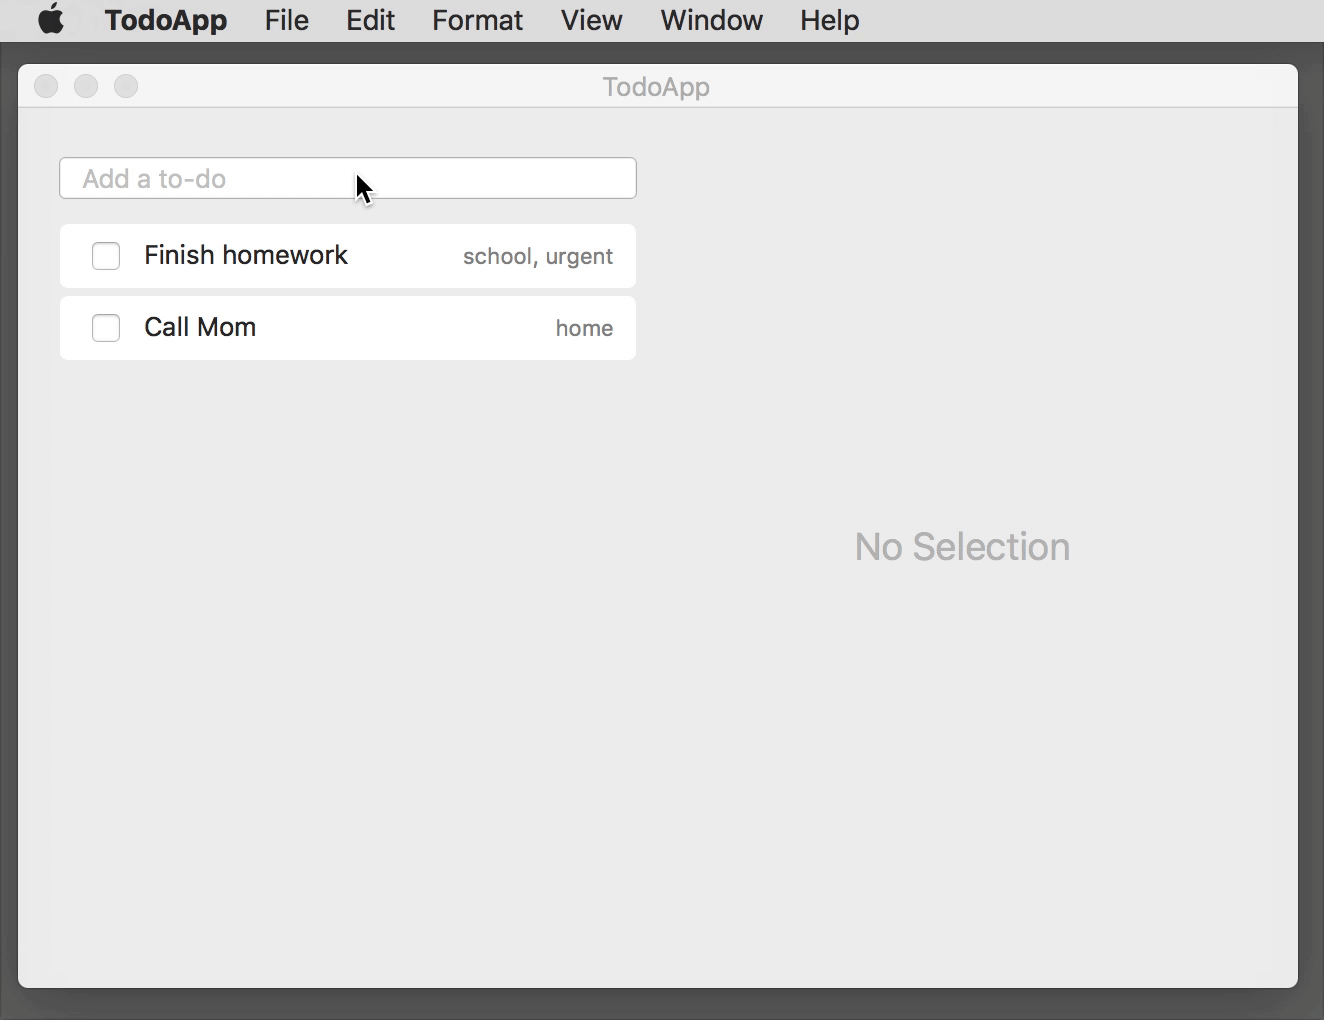 TodoApp File Edit Format View Window Help
TodoApp
Add a to-do
Finish homework school, urgent
Call Mom home
No Selection